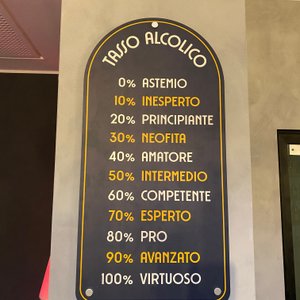 TASSO ALCOLICO
0% ASTEMIO
10% INESPERTO
20% PRINCIPIANTE
30% NEOFITA
40% AMATORE
50% INTERMEDIO
60% COMPETENTE
70% ESPERTO
80% PRO
90% AVANZATO
100% VIRTUOSO